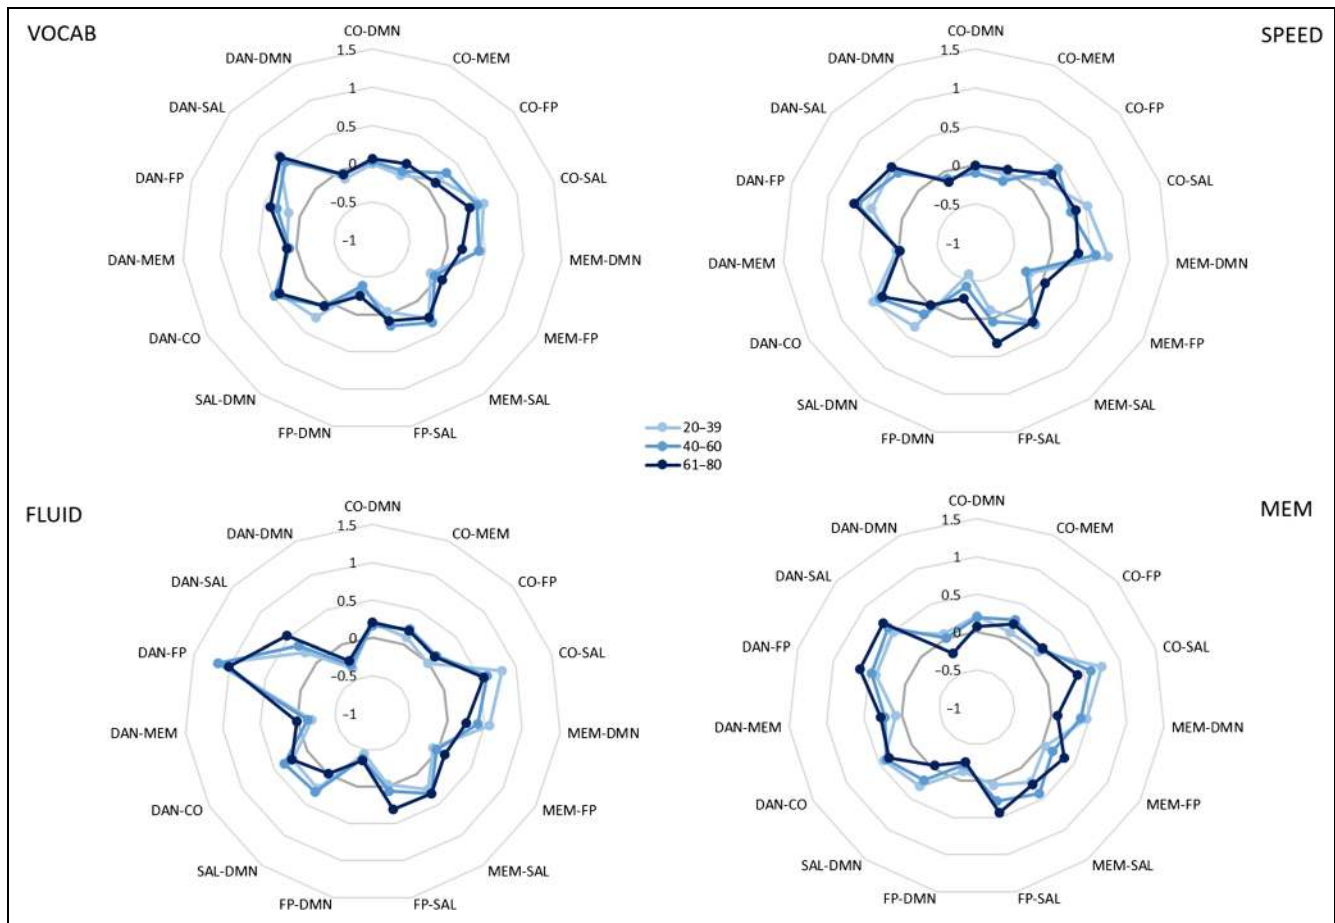 VOCAB
CO-DMN
1.5
CO-MEM
1
CO-FP
0.5
CO-SAL
0
MEM-DMN
−0.5
MEM-FP
−1
MEM-SAL
FP-SAL
FP-DMN
SAL-DMN
DAN-CO
DAN-MEM
DAN-FP
DAN-SAL
DAN-DMN
SPEED
CO-DMN
1.5
CO-MEM
1
CO-FP
0.5
CO-SAL
0
MEM-DMN
−0.5
MEM-FP
−1
MEM-SAL
FP-SAL
FP-DMN
SAL-DMN
DAN-CO
DAN-MEM
DAN-FP
DAN-SAL
DAN-DMN
20–39
40–60
61–80
FLUID
CO-DMN
1.5
CO-MEM
1
CO-FP
0.5
CO-SAL
0
MEM-DMN
−0.5
MEM-FP
−1
MEM-SAL
FP-SAL
FP-DMN
SAL-DMN
DAN-CO
DAN-MEM
DAN-FP
DAN-SAL
DAN-DMN
MEM
CO-DMN
1.5
CO-MEM
1
CO-FP
0.5
CO-SAL
0
MEM-DMN
−0.5
MEM-FP
−1
MEM-SAL
FP-SAL
FP-DMN
SAL-DMN
DAN-CO
DAN-MEM
DAN-FP
DAN-SAL
DAN-DMN